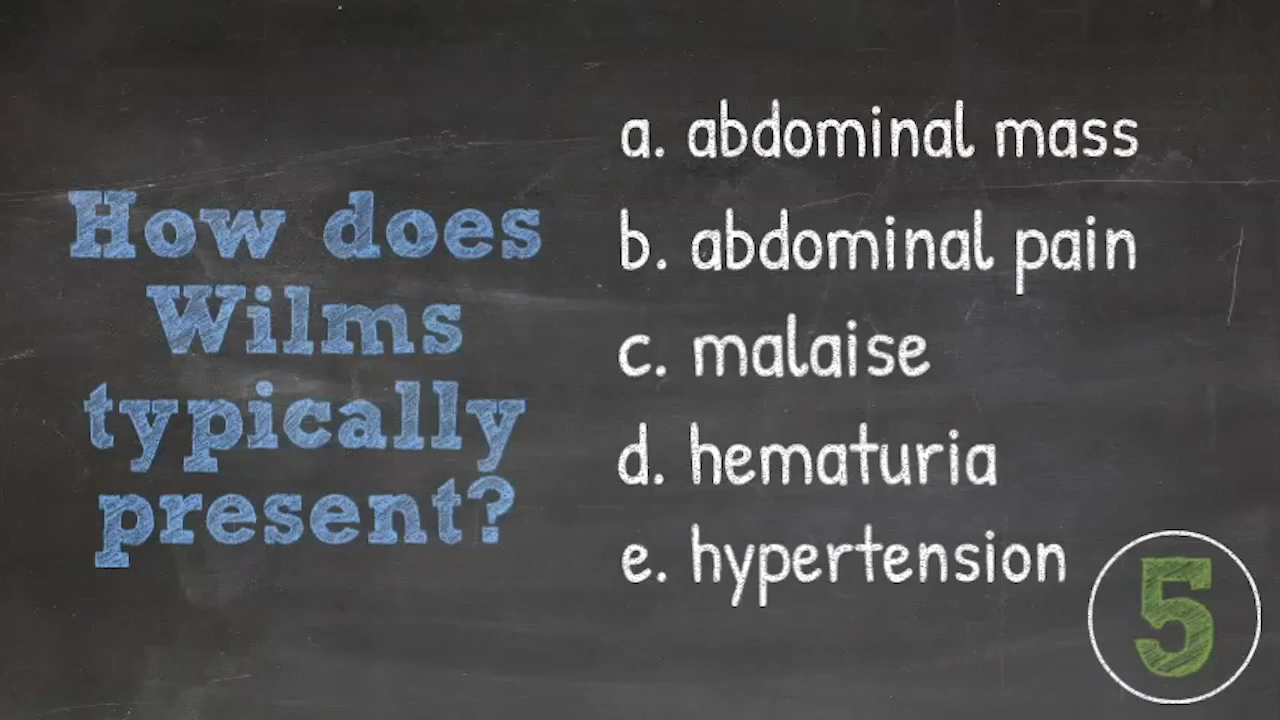 How does
Wilms
typically
present?
a. abdominal mass
b. abdominal pain
c. malaise
d. hematuria
e. hypertension
5